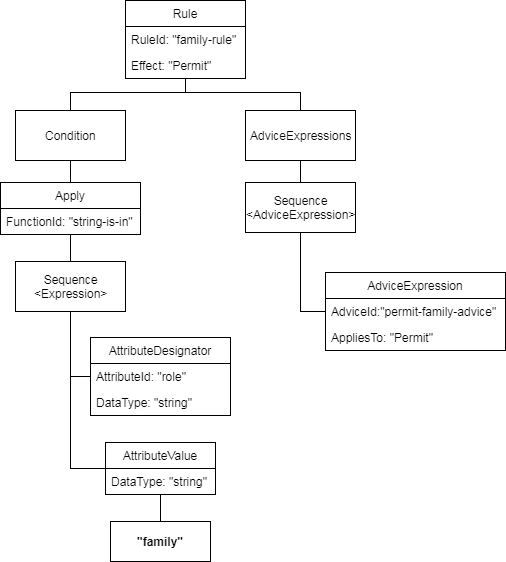 Rule
RuleId: "family-rule"
Effect: "Permit"
Condition
AdviceExpressions
Apply
FunctionId: "string-is-in"
Sequence
<AdviceExpression>
Sequence
<Expression>
AdviceExpression
AdviceId:"permit-family-advice"
AppliesTo: "Permit"
AttributeDesignator
AttributeId: "role"
DataType: "string"
AttributeValue
DataType: "string"
"family"